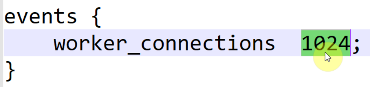 events {
    worker_connections  1024;
}